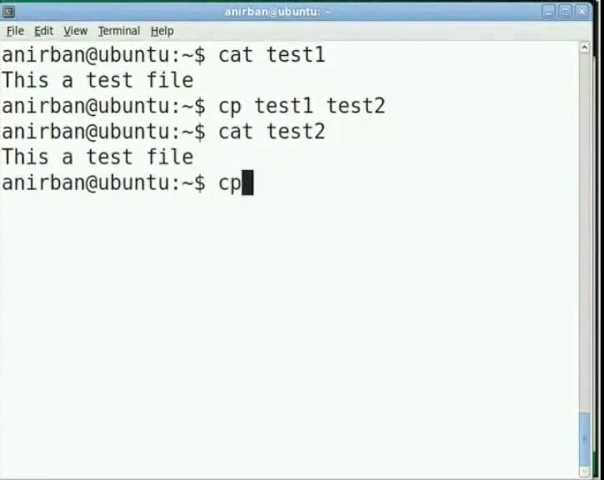 anirban@ubuntu: ~
File Edit View Terminal Help
anirban@ubuntu:~$ cat test1
This a test file
anirban@ubuntu:~$ cp test1 test2
anirban@ubuntu:~$ cat test2
This a test file
anirban@ubuntu:~$ cp